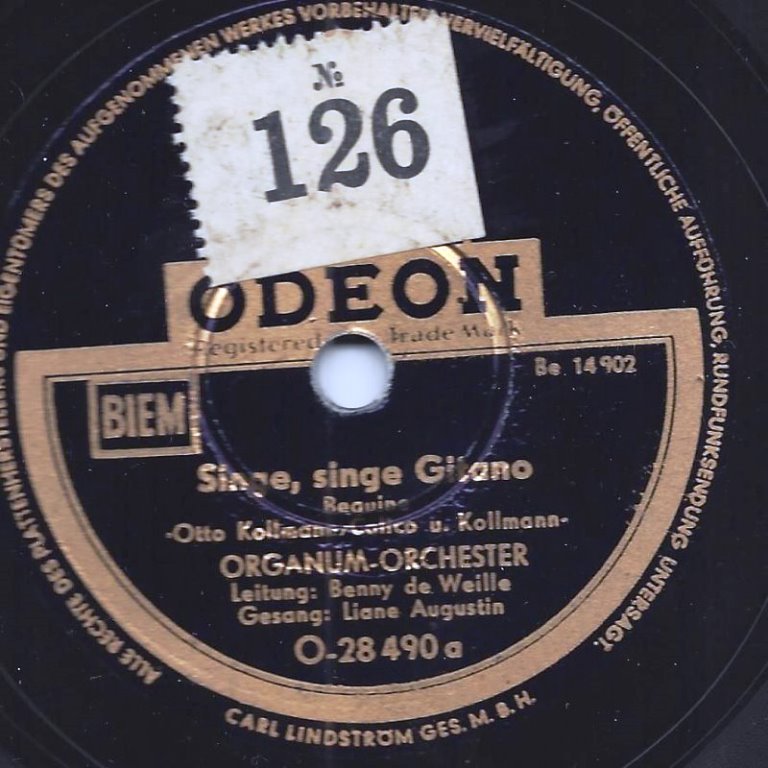 ALLE RECHTE DES PLATTENHERSTELLERS UND EIGENTÜMERS DES AUFGENOMMENEN WERKES VORBEHALTEN VERVIELFÄLTIGUNG, ÖFFENTLICHE AUFFÜHRUNG, RUNDFUNKSENDUNG UNTERSAGT.
№
126
ODEON
Registered Trade Mark
Be 14 902
BIEM
Singe, singe Gitano
Beguine
-Otto Kollmann/Calico u. Kollmann-
ORGANUM-ORCHESTER
Leitung: Benny de Weille
Gesang: Liane Augustin
O-28 490 a
CARL LINDSTRÖM GES. M. B. H.